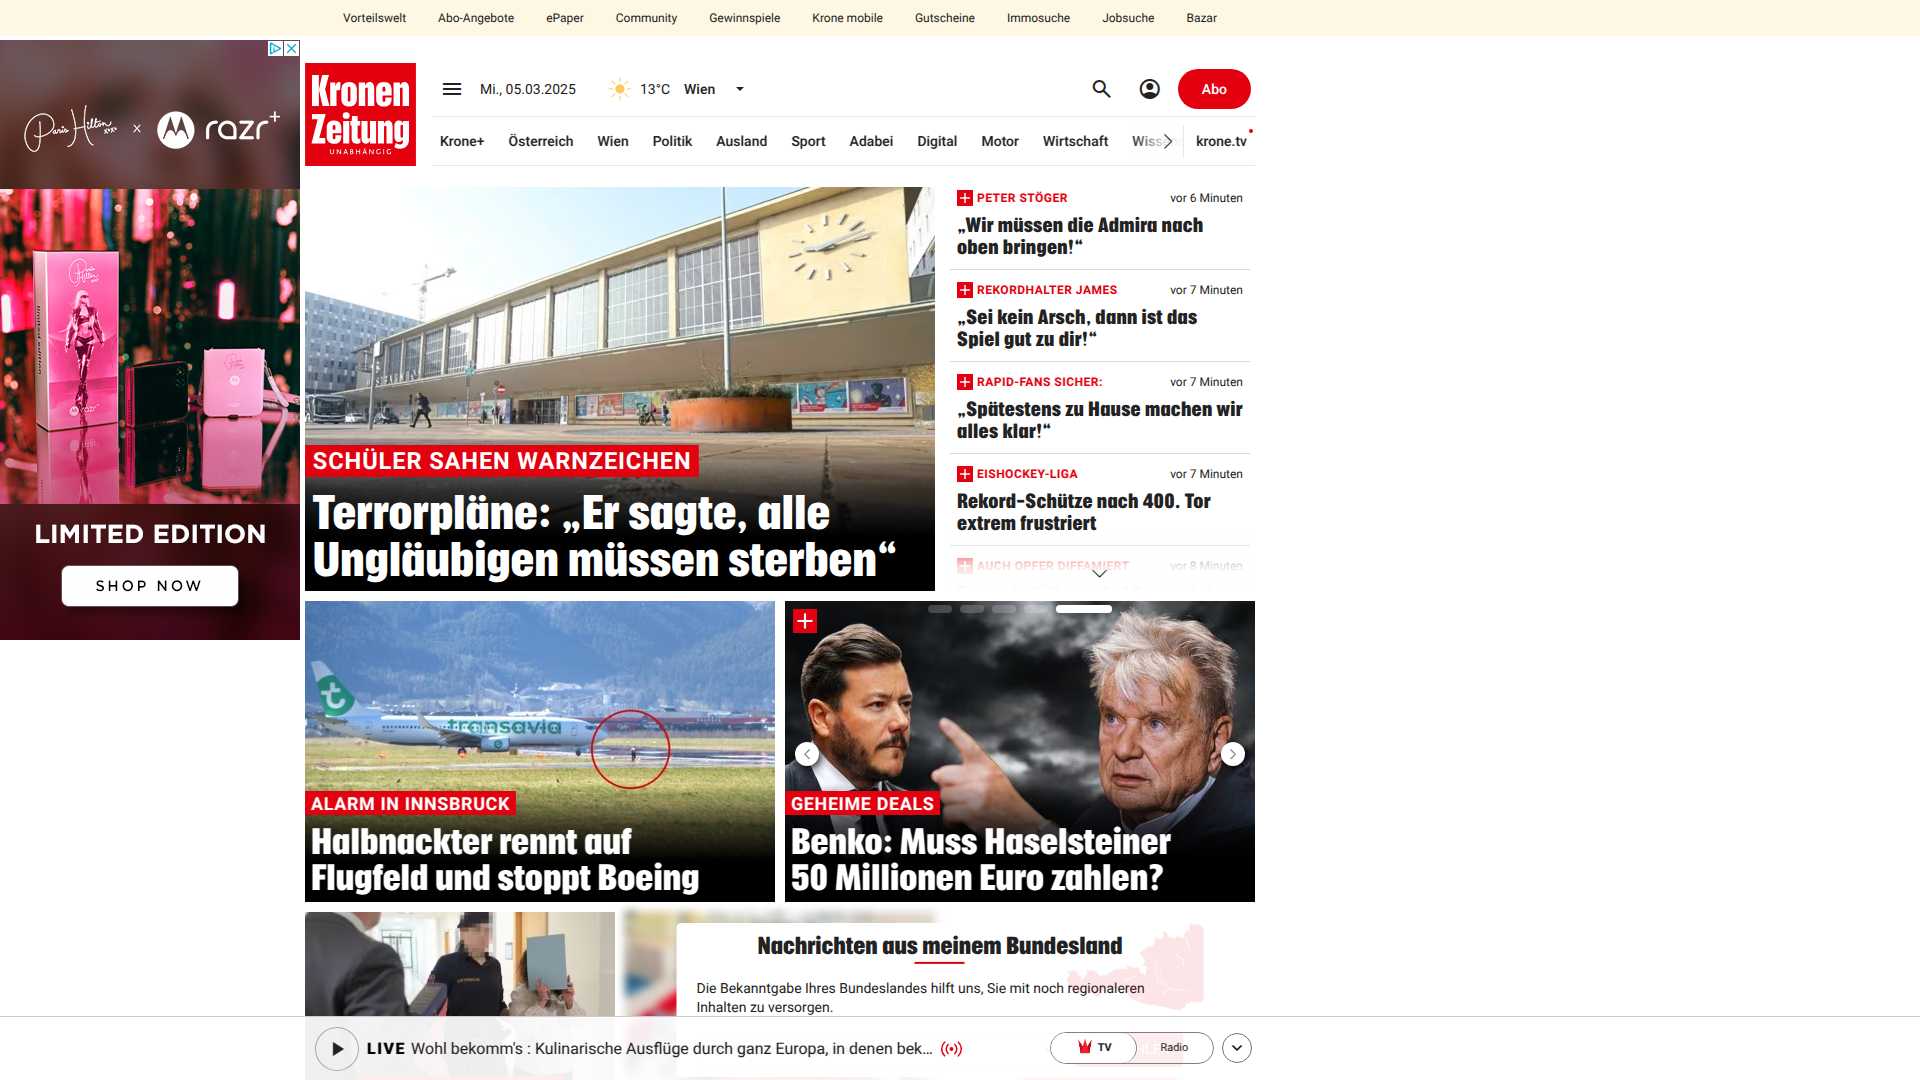 Vorteilswelt
Abo-Angebote
ePaper
Community
Gewinnspiele
Krone mobile
Gutscheine
Immosuche
Jobsuche
Bazar
Paris Hilton x razr+
LIMITED EDITION
SHOP NOW
Kronen
Zeitung
UNABHÄNGIG
Mi., 05.03.2025
13°C Wien
Abo
Krone+
Österreich
Wien
Politik
Ausland
Sport
Adabei
Digital
Motor
Wirtschaft
krone.tv
SCHÜLER SAHEN WARNZEICHEN
Terrorpläne: „Er sagte, alle
Ungläubigen müssen sterben“
PETER STÖGER vor 6 Minuten
„Wir müssen die Admira nach
oben bringen!“
REKORDHALTER JAMES vor 7 Minuten
„Sei kein Arsch, dann ist das
Spiel gut zu dir!“
RAPID-FANS SICHER: vor 7 Minuten
„Spätestens zu Hause machen wir
alles klar!“
EISHOCKEY-LIGA vor 7 Minuten
Rekord-Schütze nach 400. Tor
extrem frustriert
AUCH OPFER DIFFAMIERT vor 8 Minuten
transavia
ALARM IN INNSBRUCK
Halbnackter rennt auf
Flugfeld und stoppt Boeing
GEHEIME DEALS
Benko: Muss Haselsteiner
50 Millionen Euro zahlen?
Nachrichten aus meinem Bundesland
Die Bekanntgabe Ihres Bundeslandes hilft uns, Sie mit noch regionaleren
Inhalten zu versorgen.
LIVE Wohl bekomm's : Kulinarische Ausflüge durch ganz Europa, in denen bek...
TV
Radio